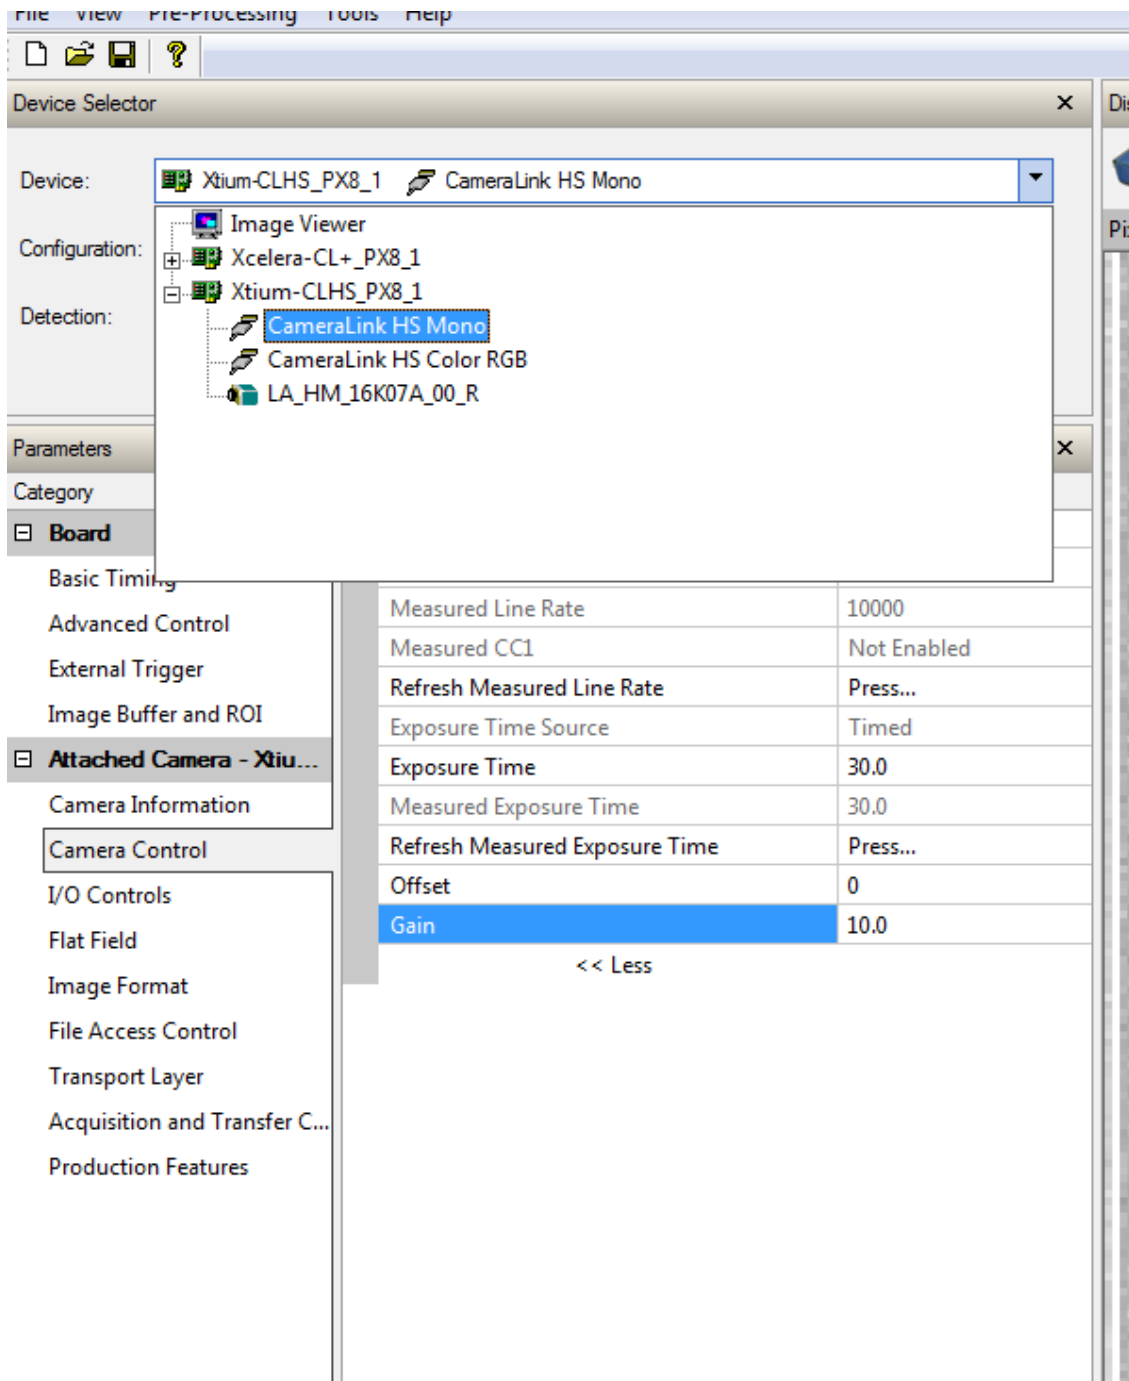 File View Pre-Processing Tools Help
Device Selector
Device: Xtium-CLHS_PX8_1 CameraLink HS Mono
Image Viewer
Configuration:
Xcelera-CL+_PX8_1
Xtium-CLHS_PX8_1
Detection:
CameraLink HS Mono
CameraLink HS Color RGB
LA_HM_16K07A_00_R
Parameters
Category
Board
Basic Timing
Advanced Control
External Trigger
Image Buffer and ROI
Attached Camera - Xtiu...
Camera Information
Camera Control
I/O Controls
Flat Field
Image Format
File Access Control
Transport Layer
Acquisition and Transfer C...
Production Features
Measured Line Rate 10000
Measured CC1 Not Enabled
Refresh Measured Line Rate Press...
Exposure Time Source Timed
Exposure Time 30.0
Measured Exposure Time 30.0
Refresh Measured Exposure Time Press...
Offset 0
Gain 10.0
<< Less